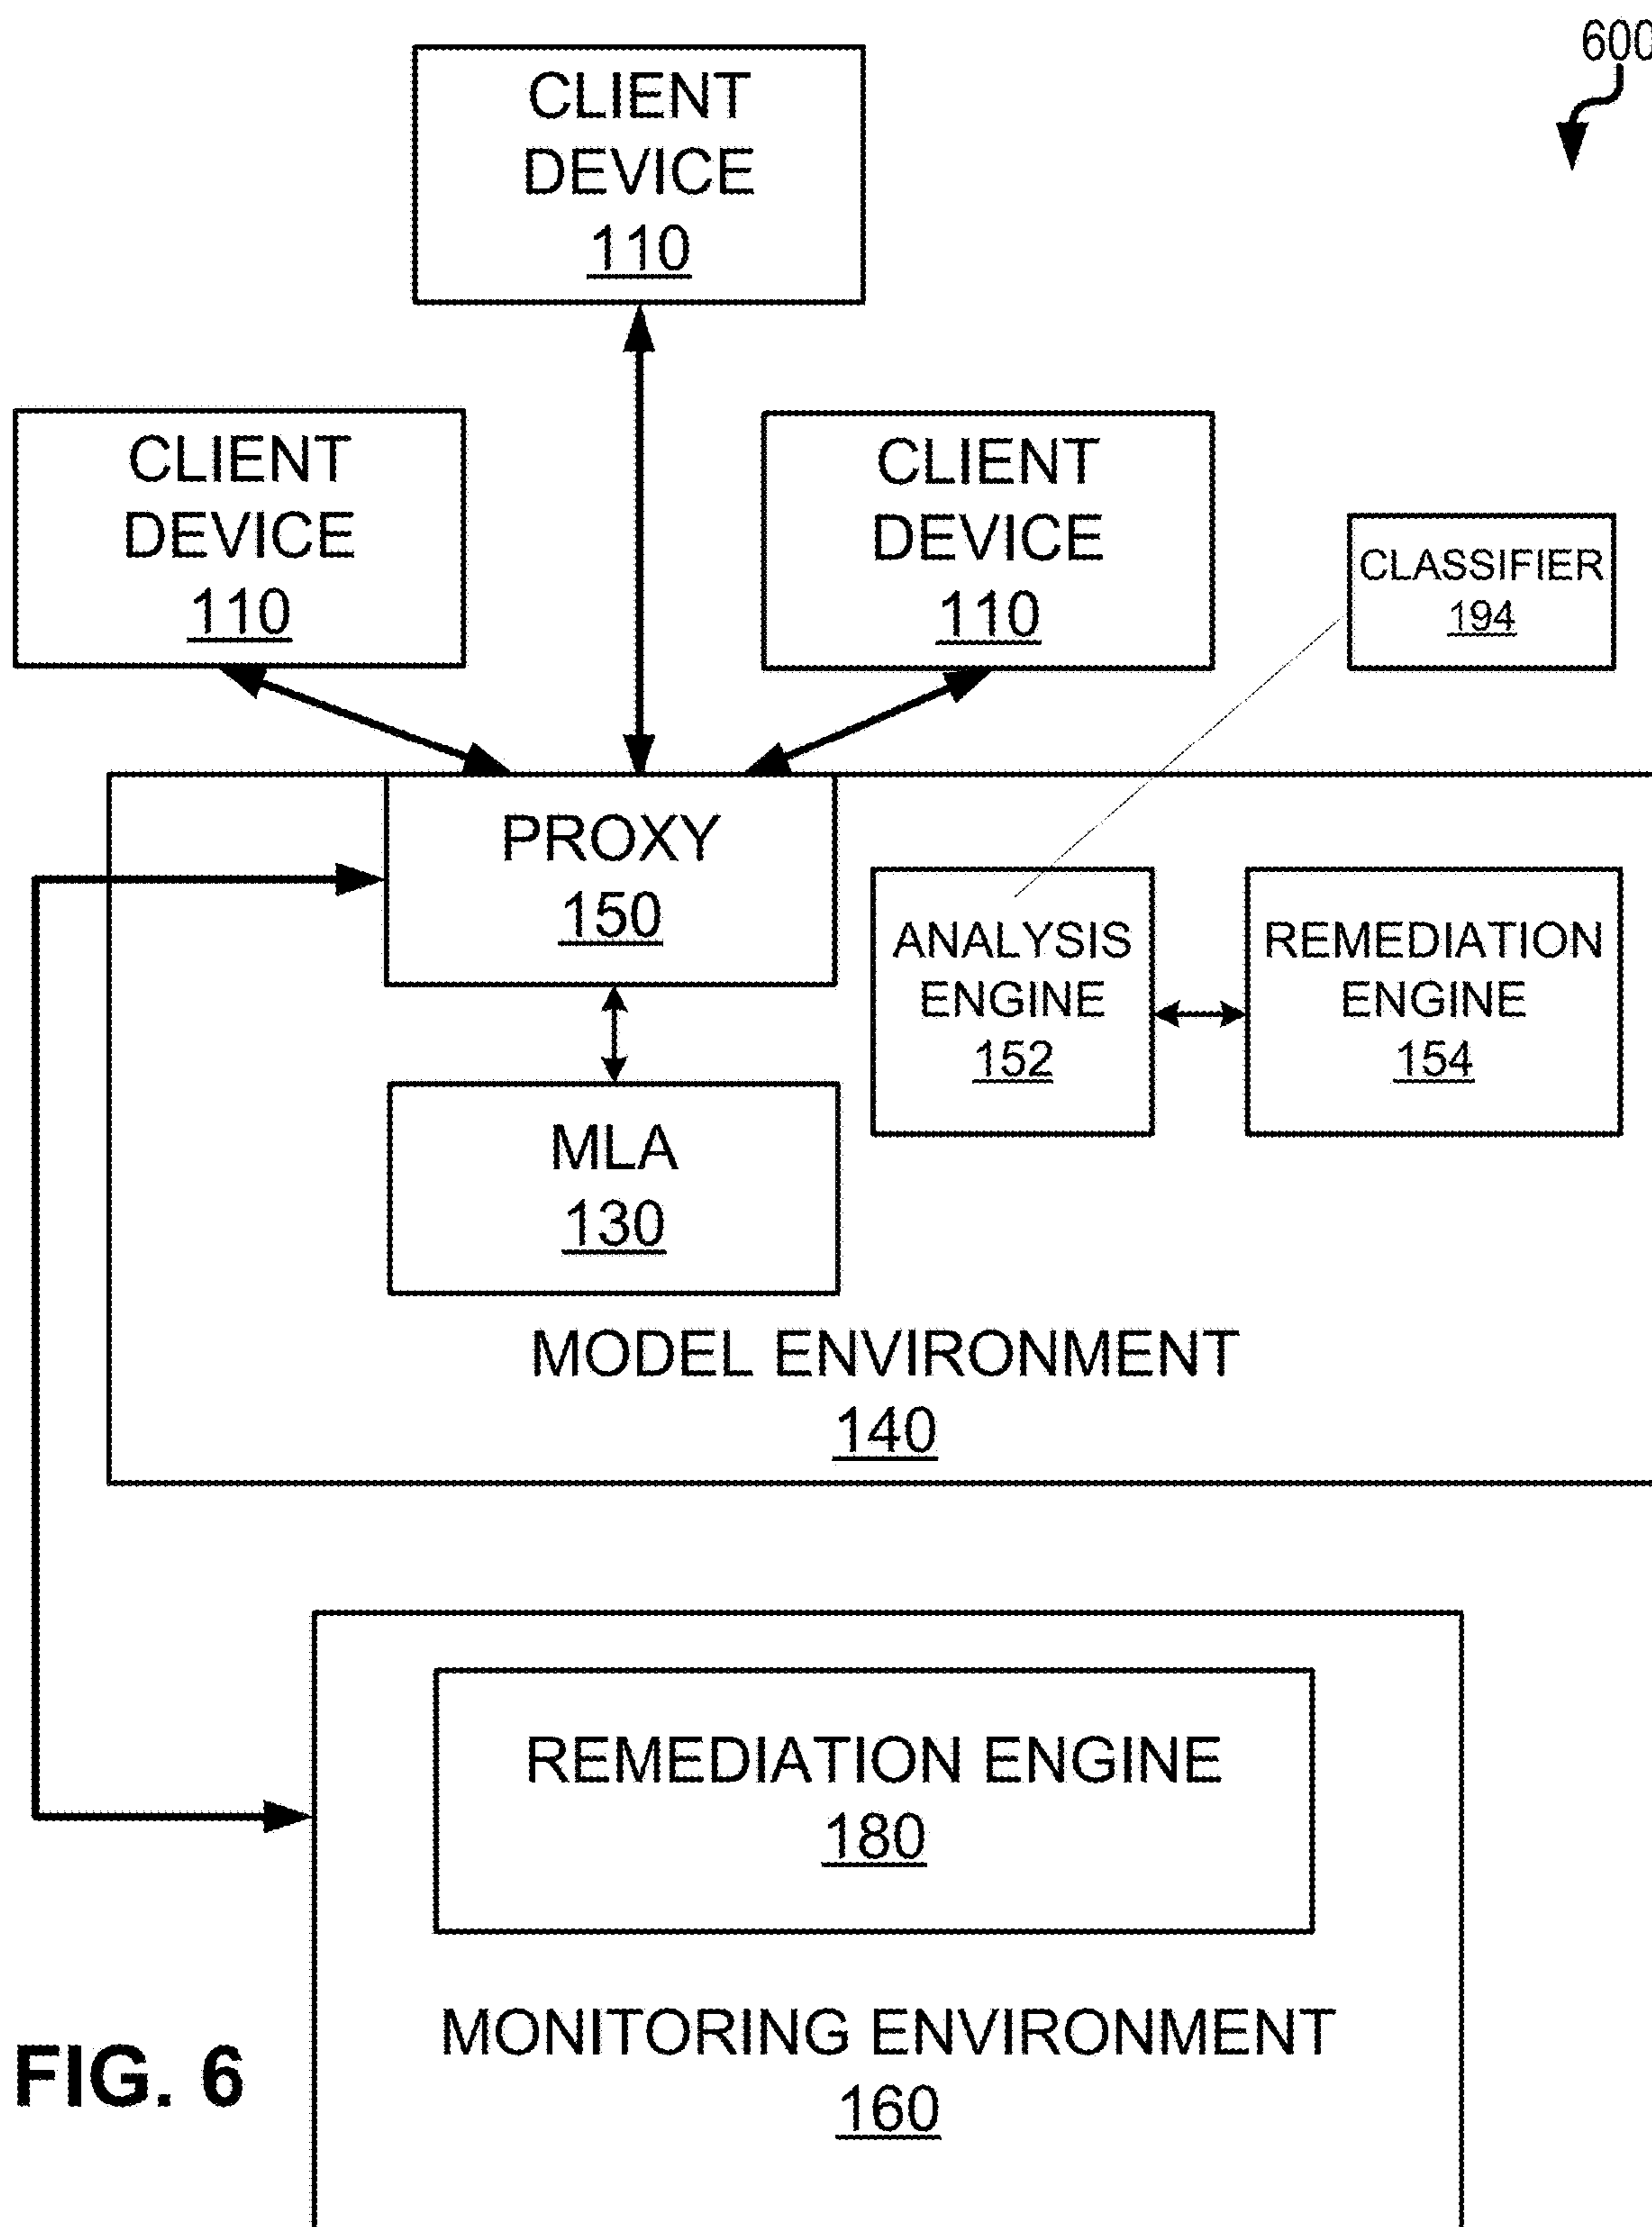 600
CLIENT
DEVICE
110
CLIENT
DEVICE
110
CLIENT
DEVICE
110
CLASSIFIER
194
PROXY
150
ANALYSIS
ENGINE
152
REMEDIATION
ENGINE
154
MLA
130
MODEL ENVIRONMENT
140
REMEDIATION ENGINE
180
MONITORING ENVIRONMENT
160
FIG. 6